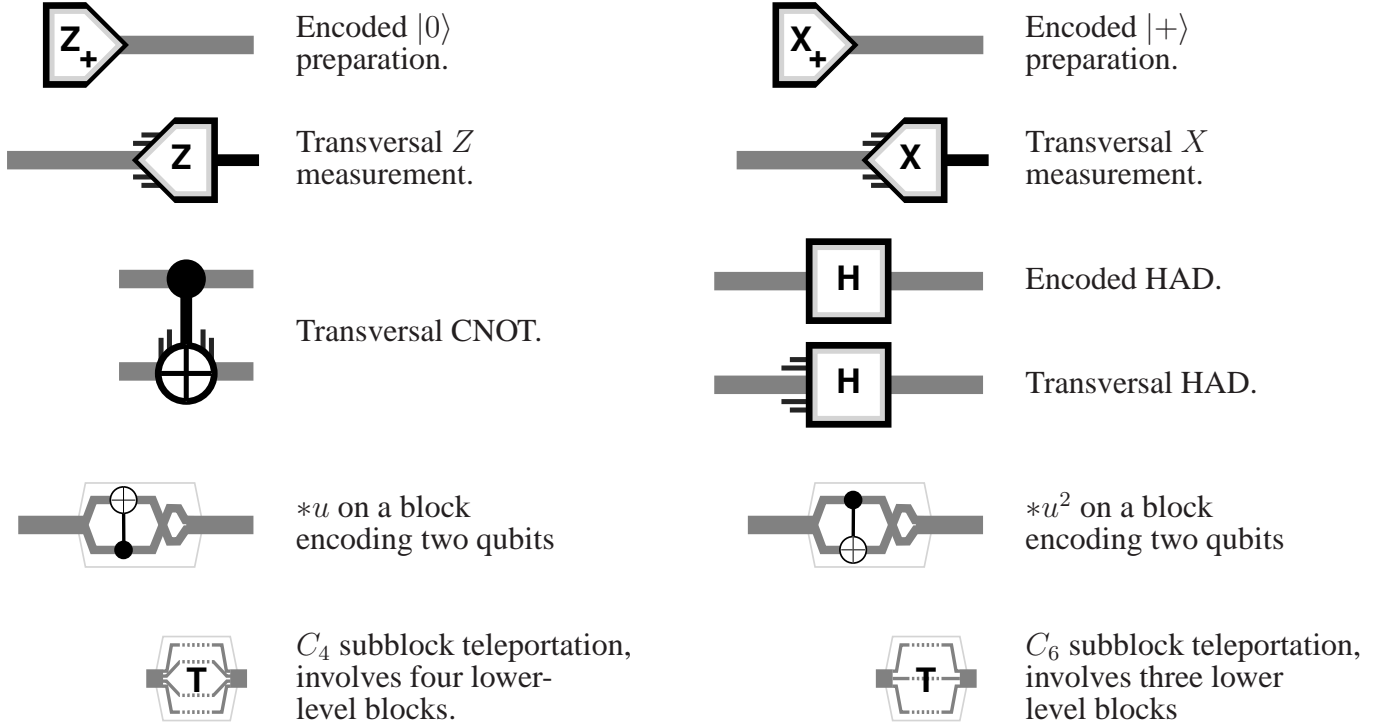 Z+
Encoded |0⟩
preparation.
X+
Encoded |+⟩
preparation.
Z
Transversal Z
measurement.
X
Transversal X
measurement.
Transversal CNOT.
H
Encoded HAD.
H
Transversal HAD.
*u on a block
encoding two qubits
*u² on a block
encoding two qubits
T
C₄ subblock teleportation,
involves four lower-
level blocks.
T
C₆ subblock teleportation,
involves three lower
level blocks